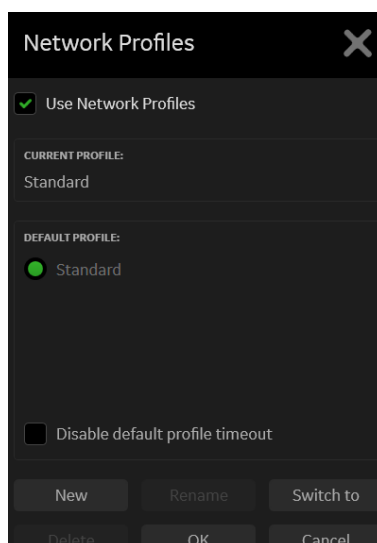 Network Profiles
Use Network Profiles
CURRENT PROFILE:
Standard
DEFAULT PROFILE:
Standard
Disable default profile timeout
New Rename Switch to
Delete OK Cancel